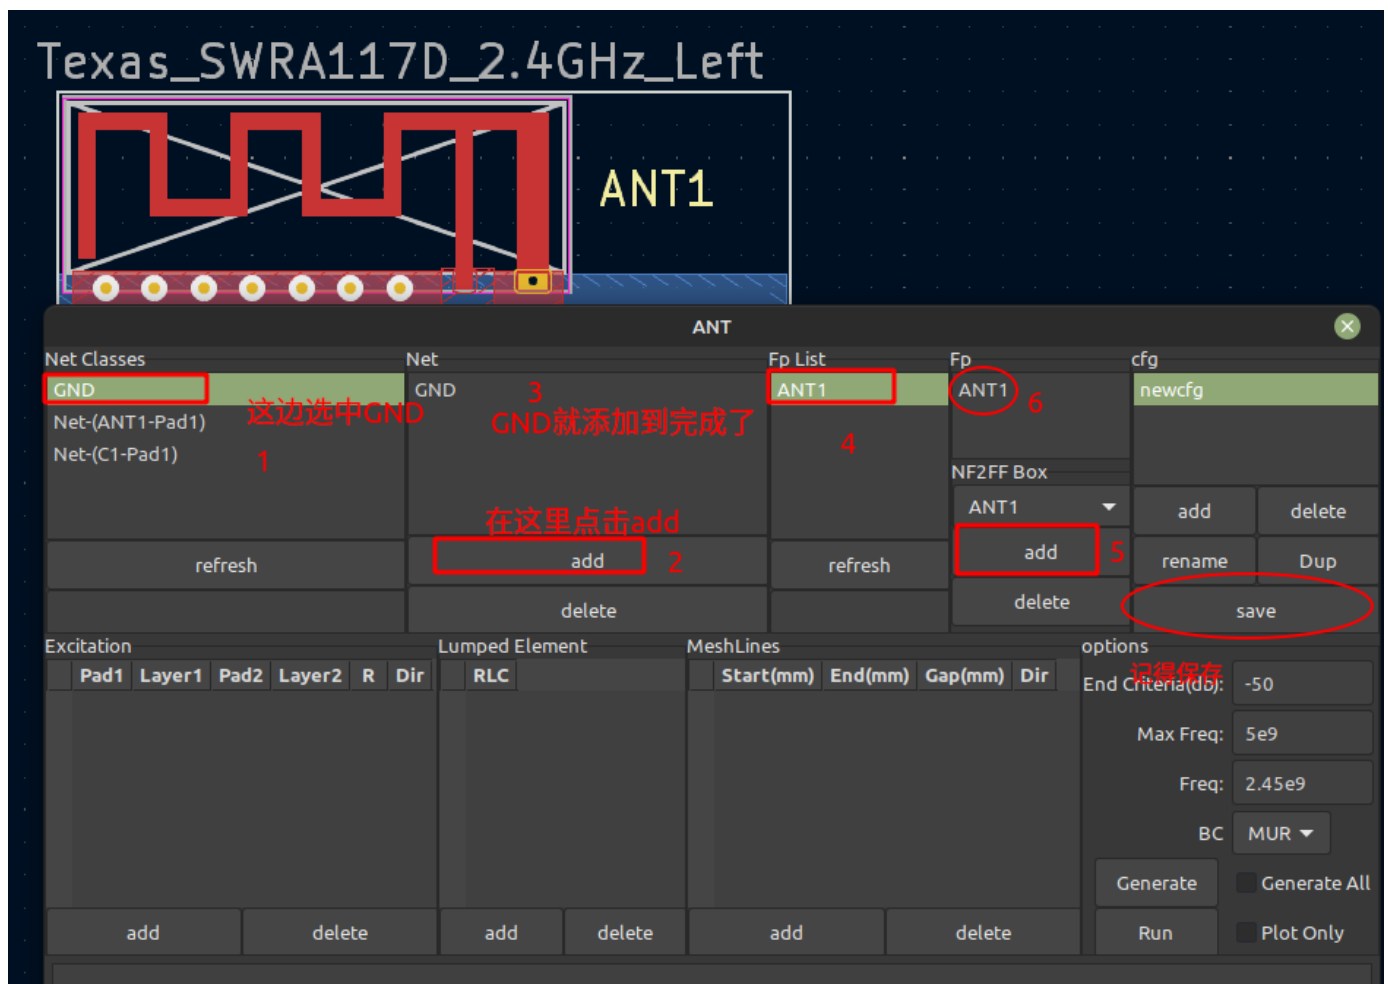 Texas_SWRA117D_2.4GHz_Left
ANT1
ANT
Net Classes
Net
Fp List
Fp
cfg
GND
GND
ANT1
ANT1
newcfg
Net-(ANT1-Pad1)
Net-(C1-Pad1)
这边选中GND
1
3
GND就添加到完成了
4
6
NF2FF Box
ANT1
add
delete
在这里点击add
refresh
add
2
refresh
add
5
rename
Dup
delete
delete
save
Excitation
Lumped Element
MeshLines
options
Pad1 Layer1 Pad2 Layer2 R Dir
RLC
Start(mm) End(mm) Gap(mm) Dir
记得保存
End Criteria(db): -50
Max Freq: 5e9
Freq: 2.45e9
BC MUR
Generate
Generate All
add
delete
add
delete
add
delete
Run
Plot Only